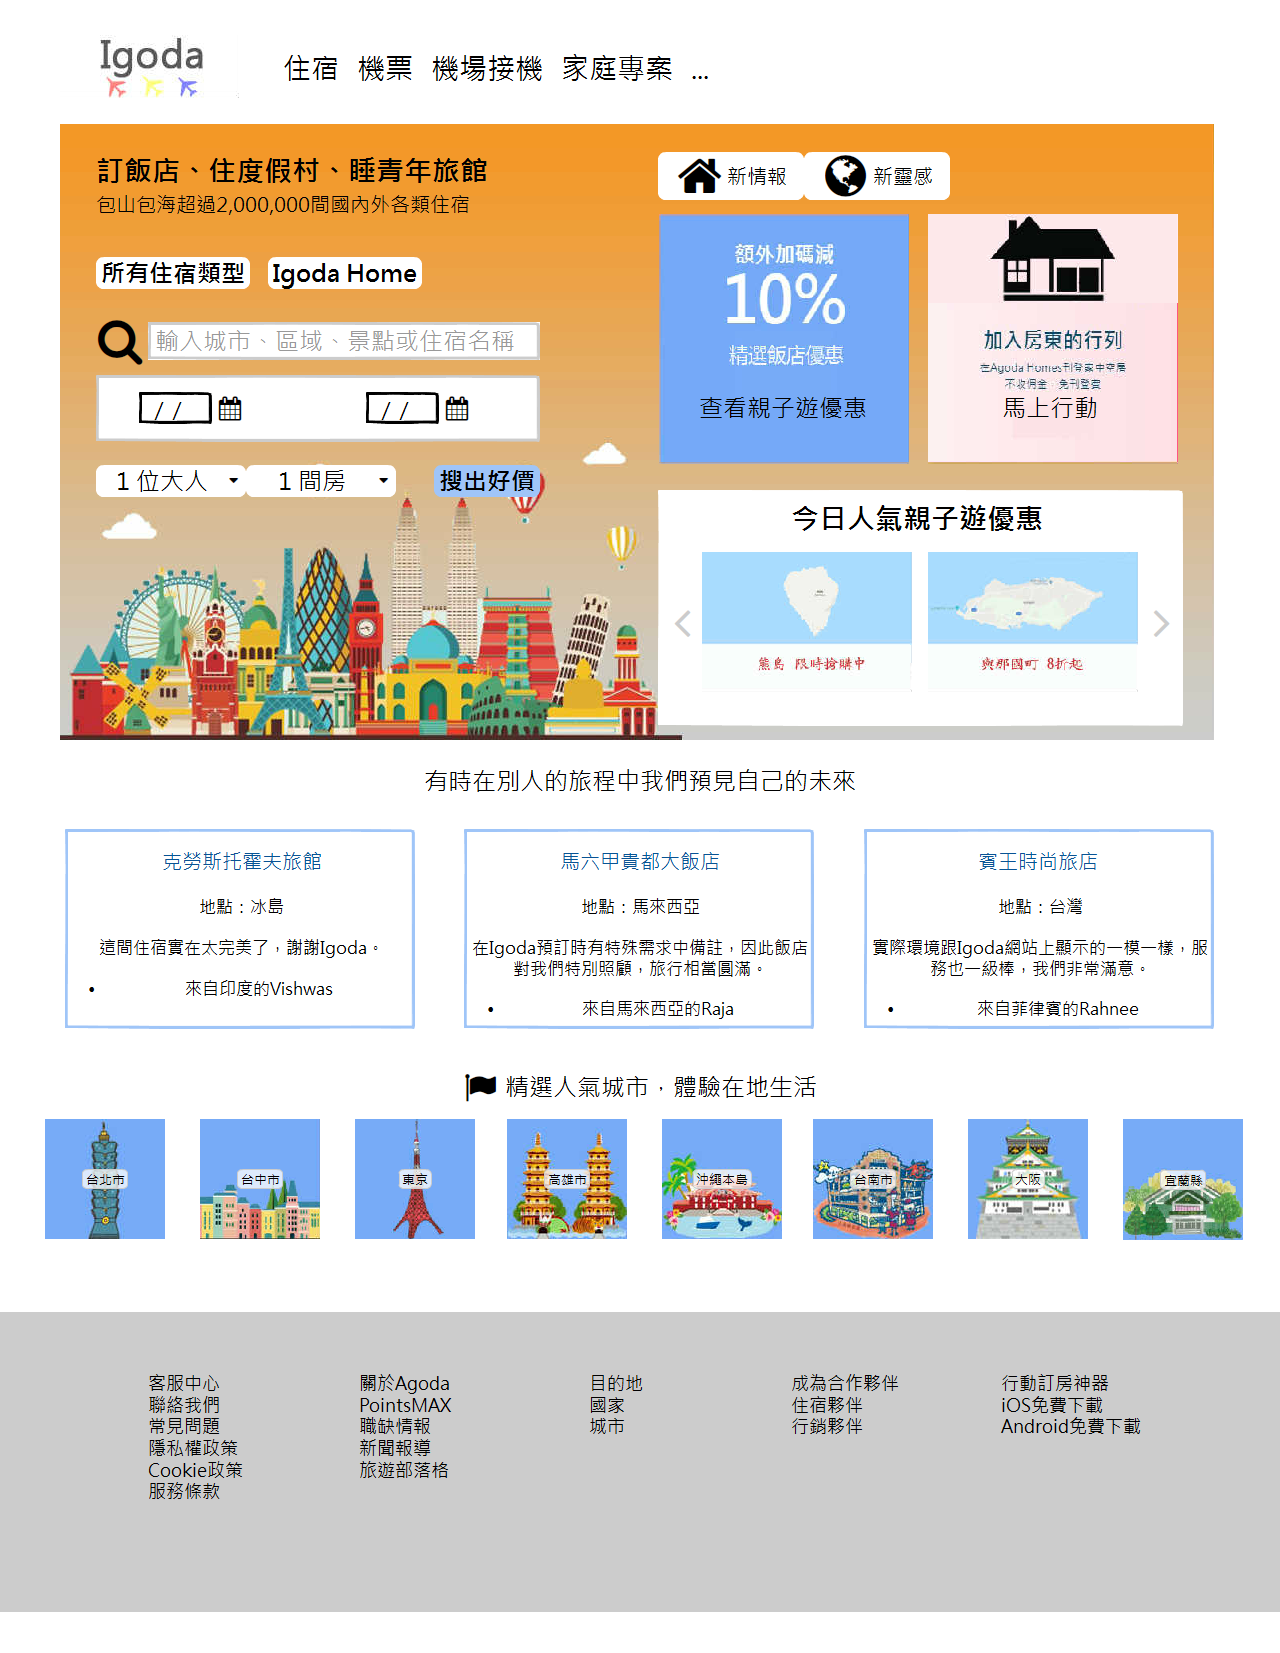 Igoda
住宿 機票 機場接機 家庭專案 ...
訂飯店、住度假村、睡青年旅館
包山包海超過2,000,000間國內外各類住宿
所有住宿類型 Igoda Home
輸入城市、區域、景點或住宿名稱
/ / / /
1 位大人 1 間房 搜出好價
新情報 新靈感
額外加碼減
10%
精選飯店優惠
查看親子遊優惠
加入房東的行列
在Agoda Homes刊登家中空房
不收佣金、免刊登費
馬上行動
今日人氣親子遊優惠
熊島 限時搶購中
與那國町 8折起
有時在別人的旅程中我們預見自己的未來
克勞斯托霍夫旅館
地點：冰島
這間住宿實在太完美了，謝謝Igoda。
• 來自印度的Vishwas
馬六甲貴都大飯店
地點：馬來西亞
在Igoda預訂時有特殊需求中備註，因此飯店
對我們特別照顧，旅行相當圓滿。
• 來自馬來西亞的Raja
賓王時尚旅店
地點：台灣
實際環境跟Igoda網站上顯示的一模一樣，服
務也一級棒，我們非常滿意。
• 來自菲律賓的Rahnee
精選人氣城市，體驗在地生活
台北市
台中市
東京
高雄市
沖繩本島
台南市
大阪
宜蘭縣
客服中心
聯絡我們
常見問題
隱私權政策
Cookie政策
服務條款
關於Agoda
PointsMAX
職缺情報
新聞報導
旅遊部落格
目的地
國家
城市
成為合作夥伴
住宿夥伴
行銷夥伴
行動訂房神器
iOS免費下載
Android免費下載